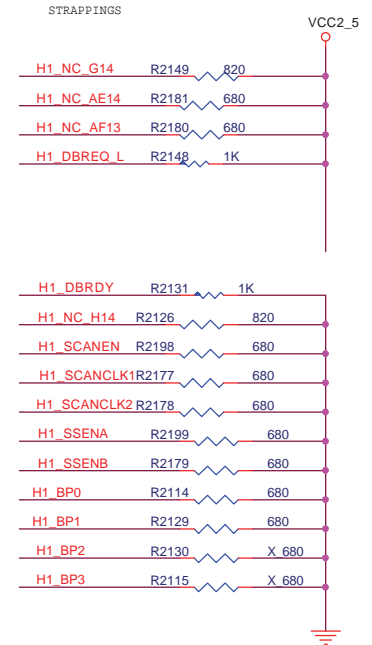 STRAPPINGS
VCC2_5
H1_NC_G14 R2149 820
H1_NC_AE14 R2181 680
H1_NC_AF13 R2180 680
H1_DBREQ_L R2148 1K
H1_DBRDY R2131 1K
H1_NC_H14 R2126 820
H1_SCANEN R2198 680
H1_SCANCLK1 R2177 680
H1_SCANCLK2 R2178 680
H1_SSENA R2199 680
H1_SSENB R2179 680
H1_BP0 R2114 680
H1_BP1 R2129 680
H1_BP2 R2130 X_680
H1_BP3 R2115 X_680